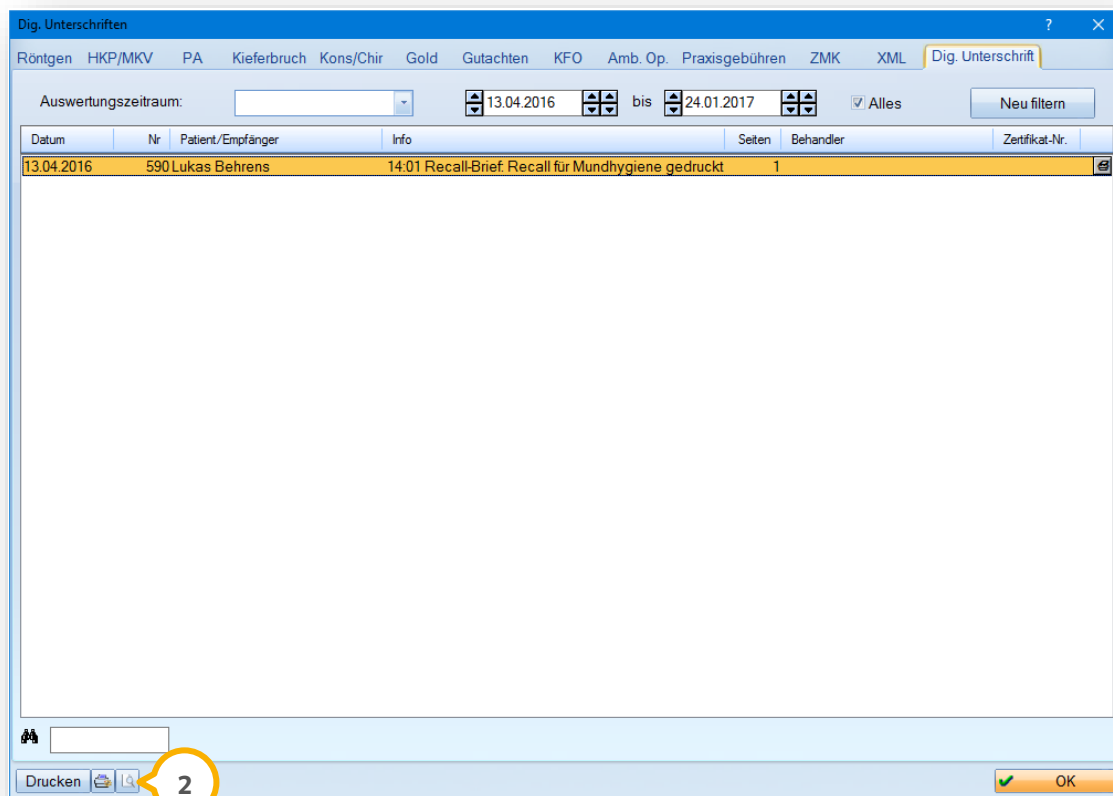 Dig. Unterschriften ?
Röntgen HKP/MKV PA Kieferbruch Kons/Chir Gold Gutachten KFO Amb. Op. Praxisgebühren ZMK XML Dig. Unterschrift
Auswertungszeitraum: 13.04.2016 bis 24.01.2017 Alles Neu filtern
Datum Nr Patient/Empfänger Info Seiten Behandler Zertifikat-Nr.
13.04.2016 590 Lukas Behrens 14:01 Recall-Brief: Recall für Mundhygiene gedruckt 1
Drucken 2 OK